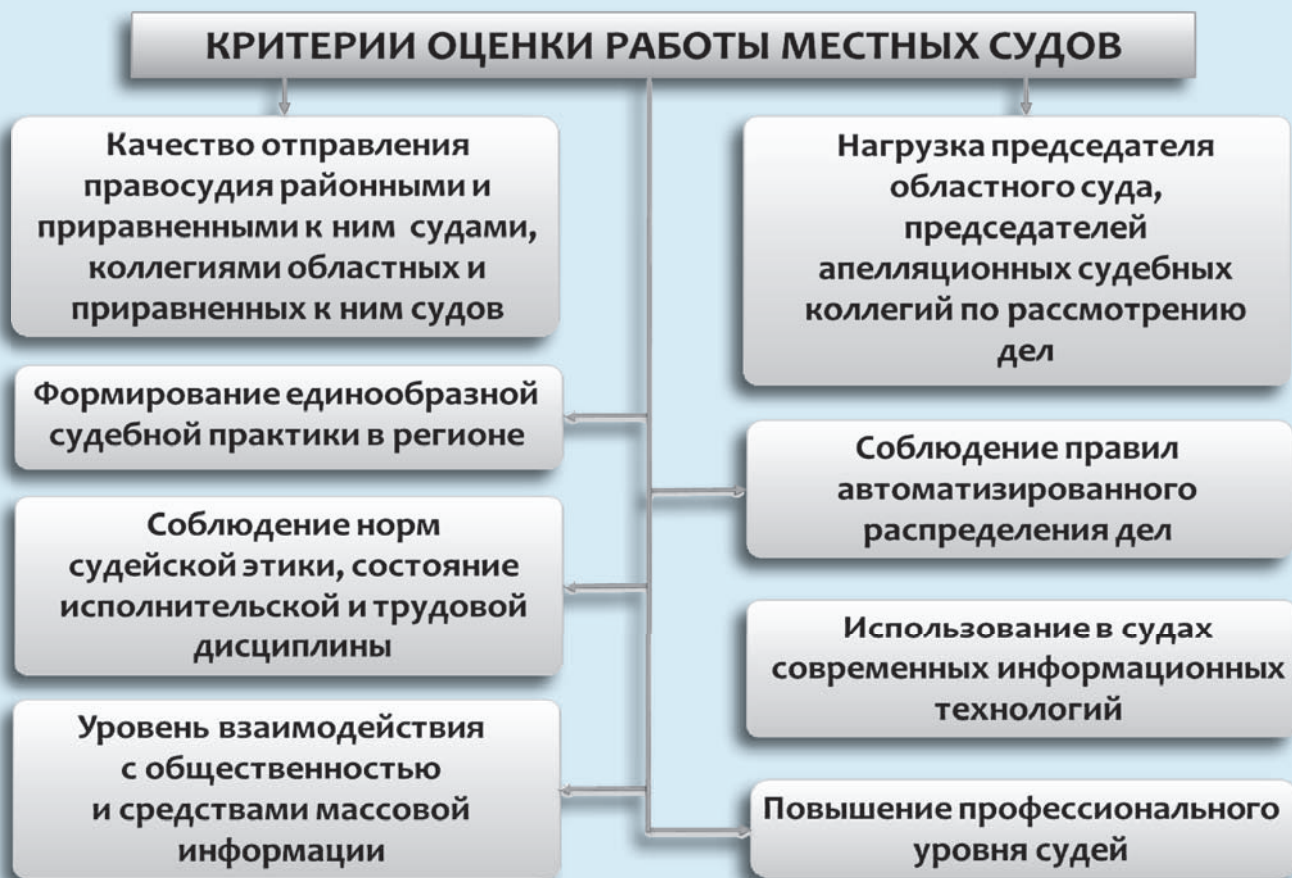 КРИТЕРИИ ОЦЕНКИ РАБОТЫ МЕСТНЫХ СУДОВ
Качество отправления
правосудия районными и
приравненными к ним судами,
коллегиями областных и
приравненных к ним судов
Формирование единообразной
судебной практики в регионе
Соблюдение норм
судейской этики, состояние
исполнительской и трудовой
дисциплины
Уровень взаимодействия
с общественностью
и средствами массовой
информации
Нагрузка председателя
областного суда,
председателей
апелляционных судебных
коллегий по рассмотрению
дел
Соблюдение правил
автоматизированного
распределения дел
Использование в судах
современных информационных
технологий
Повышение профессионального
уровня судей